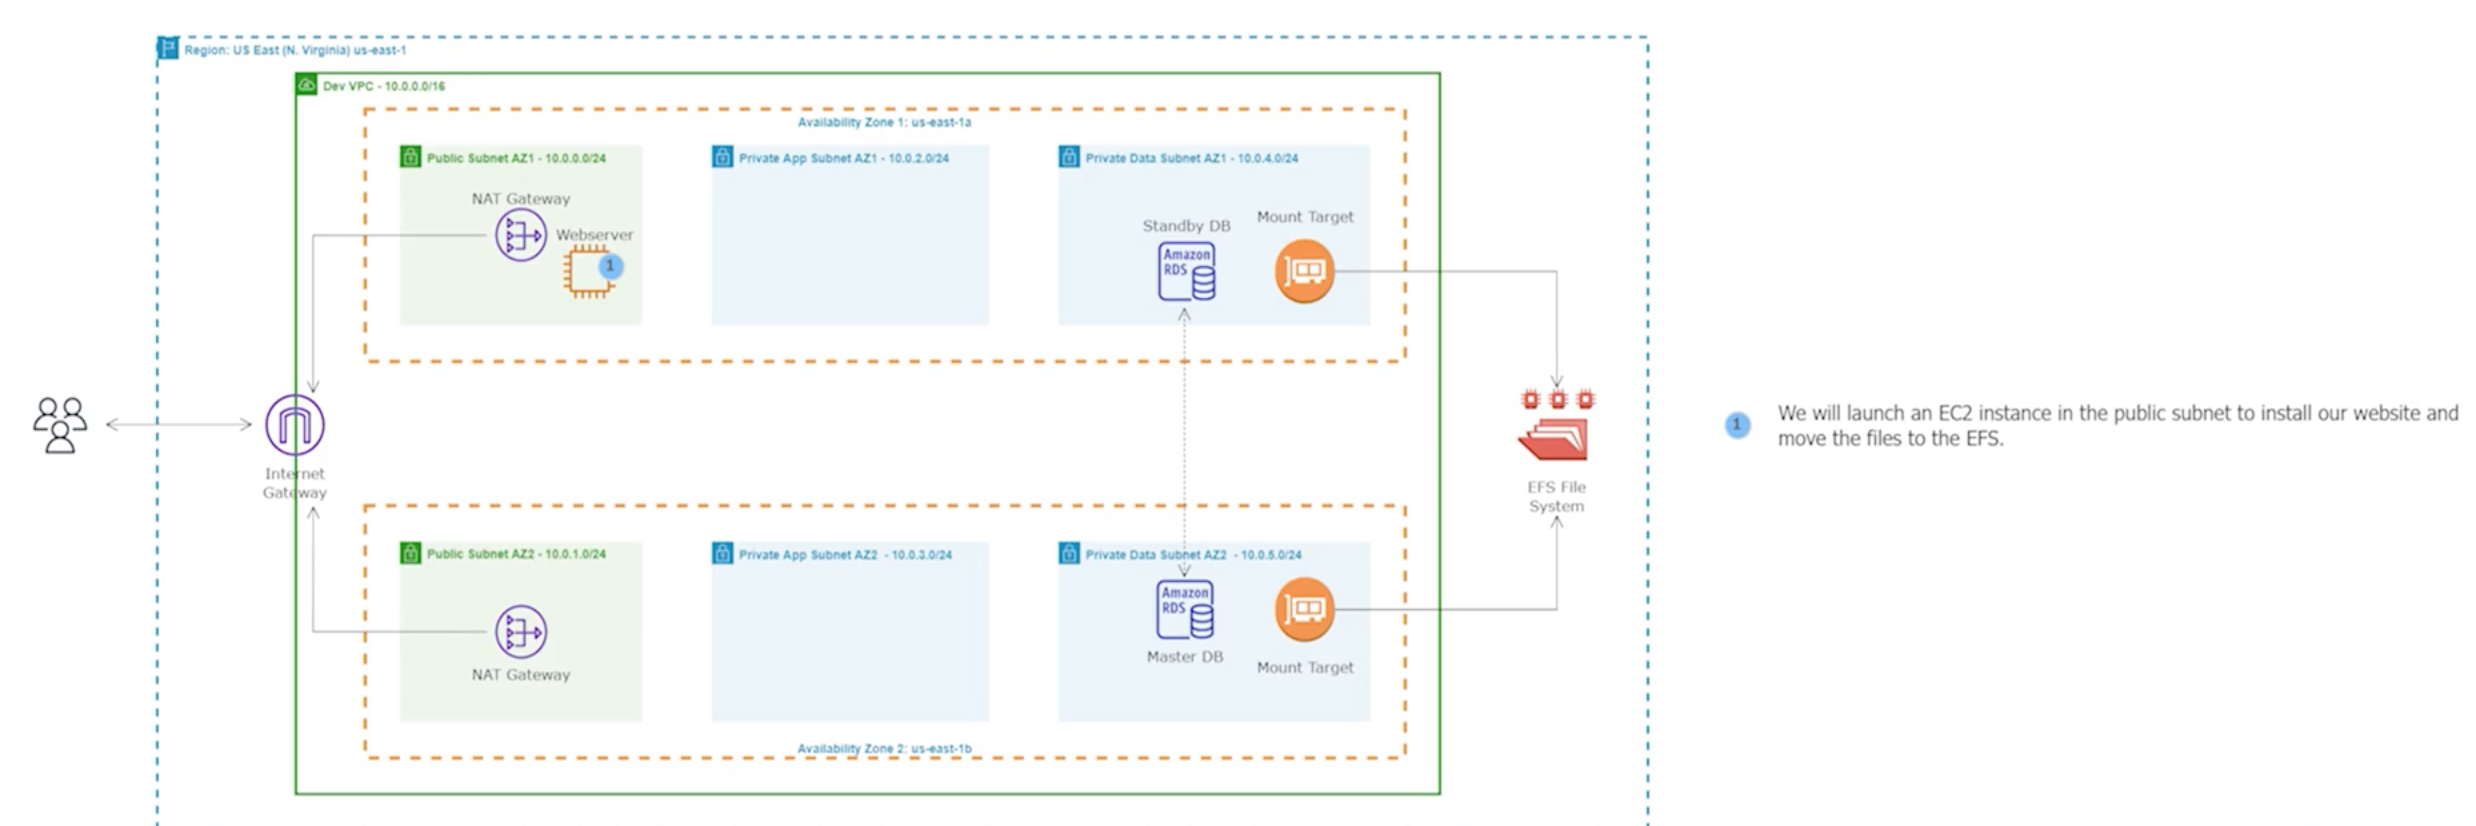 Region: US East (N. Virginia) us-east-1
Dev VPC - 10.0.0.0/16
Availability Zone 1: us-east-1a
Public Subnet AZ1 - 10.0.0.0/24
Private App Subnet AZ1 - 10.0.2.0/24
Private Data Subnet AZ1 - 10.0.4.0/24
NAT Gateway
Webserver
1
Standby DB
Amazon
RDS
Mount Target
Internet
Gateway
EFS File
System
1
We will launch an EC2 instance in the public subnet to install our website and
move the files to the EFS.
Public Subnet AZ2 - 10.0.1.0/24
Private App Subnet AZ2 - 10.0.3.0/24
Private Data Subnet AZ2 - 10.0.5.0/24
NAT Gateway
Amazon
RDS
Master DB
Mount Target
Availability Zone 2: us-east-1b